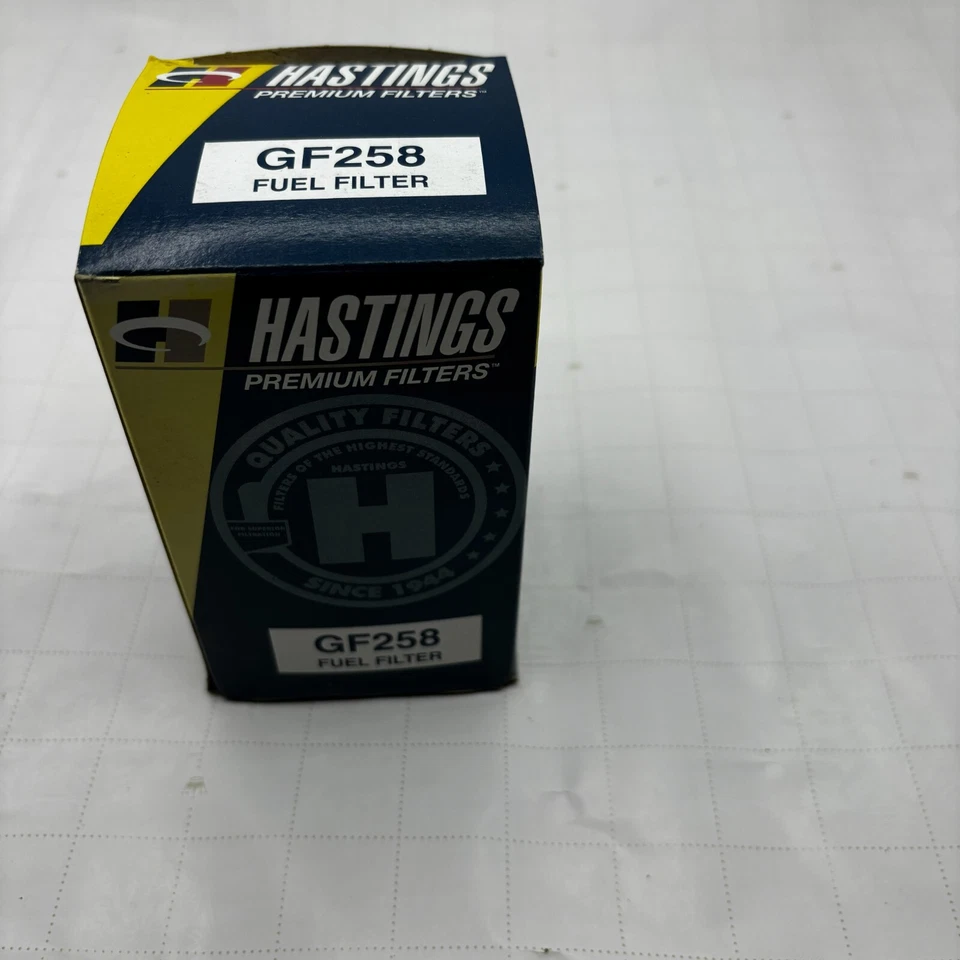 HASTINGS
PREMIUM FILTERS™
GF258
FUEL FILTER
HASTINGS
PREMIUM FILTERS™
QUALITY FILTERS
FILTERS OF THE HIGHEST STANDARDS
HASTINGS
H
SINCE 1944
GF258
FUEL FILTER